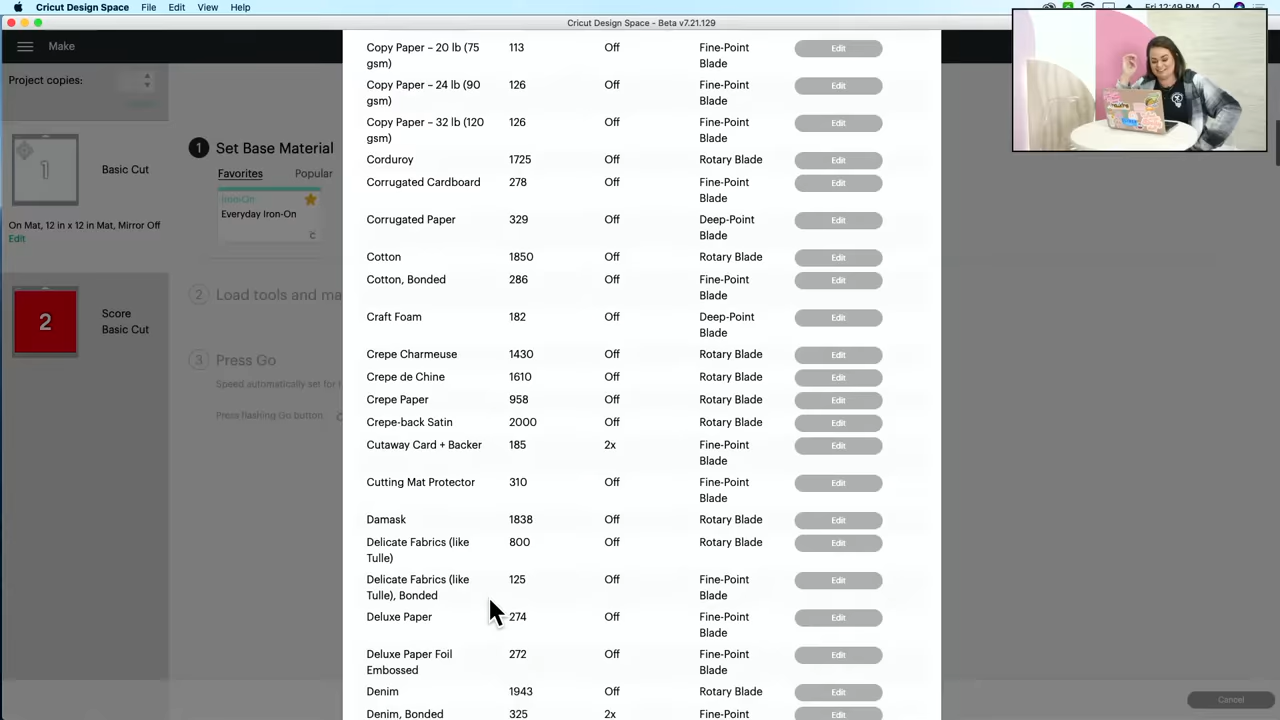 Cricut Design Space File Edit View Help
Fri 12:49 PM
Cricut Design Space - Beta v7.21.129
Make
Project copies:
1
Basic Cut
On Mat, 12 in x 12 in Mat, Mirror Off
Edit
2
Score
Basic Cut
1 Set Base Material
Favorites Popular
Iron-On
Everyday Iron-On
2 Load tools and ma
3 Press Go
Speed automatically set for
Press flashing Go button
Copy Paper – 20 lb (75 113 Off Fine-Point Edit
gsm) Blade
Copy Paper – 24 lb (90 126 Off Fine-Point Edit
gsm) Blade
Copy Paper – 32 lb (120 126 Off Fine-Point Edit
gsm) Blade
Corduroy 1725 Off Rotary Blade Edit
Corrugated Cardboard 278 Off Fine-Point Edit
Blade
Corrugated Paper 329 Off Deep-Point Edit
Blade
Cotton 1850 Off Rotary Blade Edit
Cotton, Bonded 286 Off Fine-Point Edit
Blade
Craft Foam 182 Off Deep-Point Edit
Blade
Crepe Charmeuse 1430 Off Rotary Blade Edit
Crepe de Chine 1610 Off Rotary Blade Edit
Crepe Paper 958 Off Rotary Blade Edit
Crepe-back Satin 2000 Off Rotary Blade Edit
Cutaway Card + Backer 185 2x Fine-Point Edit
Blade
Cutting Mat Protector 310 Off Fine-Point Edit
Blade
Damask 1838 Off Rotary Blade Edit
Delicate Fabrics (like 800 Off Rotary Blade Edit
Tulle)
Delicate Fabrics (like 125 Off Fine-Point Edit
Tulle), Bonded Blade
Deluxe Paper 274 Off Fine-Point Edit
Blade
Deluxe Paper Foil 272 Off Fine-Point Edit
Embossed Blade
Denim 1943 Off Rotary Blade Edit
Denim, Bonded 325 2x Fine-Point Edit
Cancel